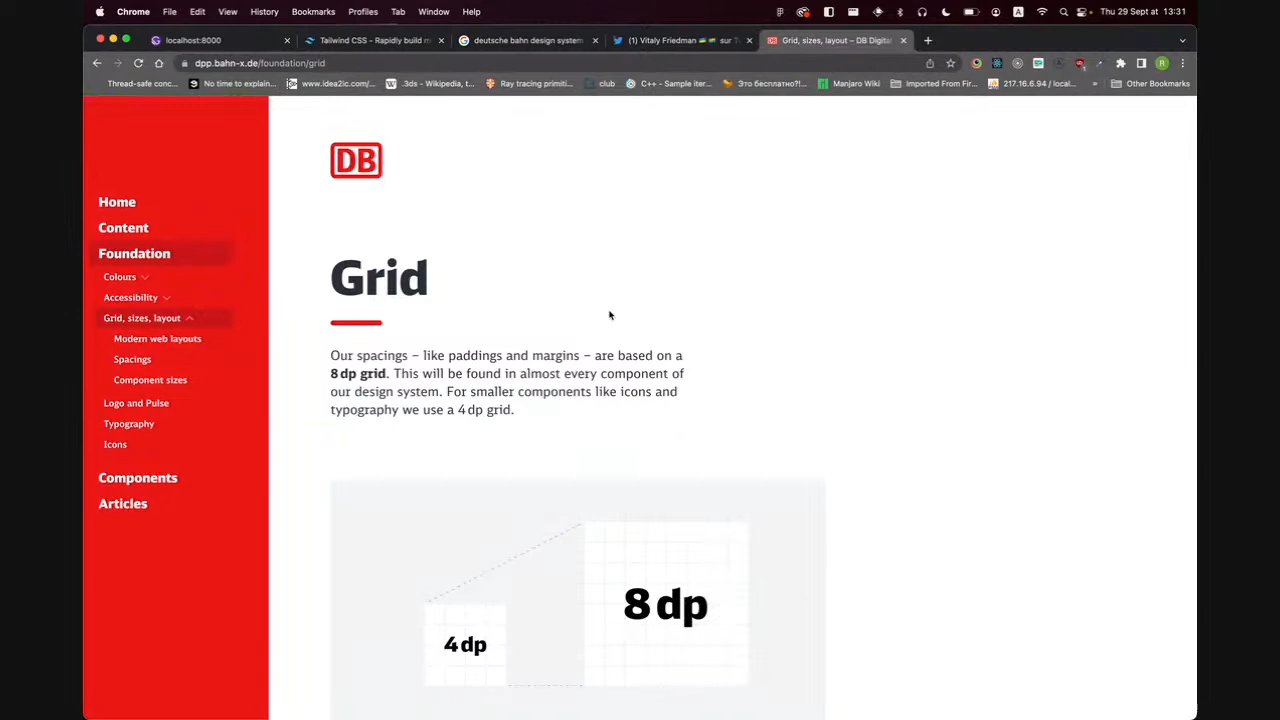 Chrome File Edit View History Bookmarks Profiles Tab Window Help A Thu 29 Sept at 13:31
localhost:8000 Tailwind CSS - Rapidly build m deutsche bahn design system (1) Vitaly Friedman sur T Grid, sizes, layout – DB Digital
dpp.bahn-x.de/foundation/grid R
Thread-safe conc... No time to explain... www.idea2ic.com/... .3ds - Wikipedia, t... Ray tracing primiti... club C++ - Sample iter... Это бесплатно!!... Manjaro Wiki Imported From Fir... 217.16.6.94 / local... » Other Bookmarks
DB
Home
Content
Foundation
Colours
Accessibility
Grid, sizes, layout
Modern web layouts
Spacings
Component sizes
Logo and Pulse
Typography
Icons
Components
Articles
Grid
Our spacings – like paddings and margins – are based on a
8 dp grid. This will be found in almost every component of
our design system. For smaller components like icons and
typography we use a 4 dp grid.
8 dp
4 dp